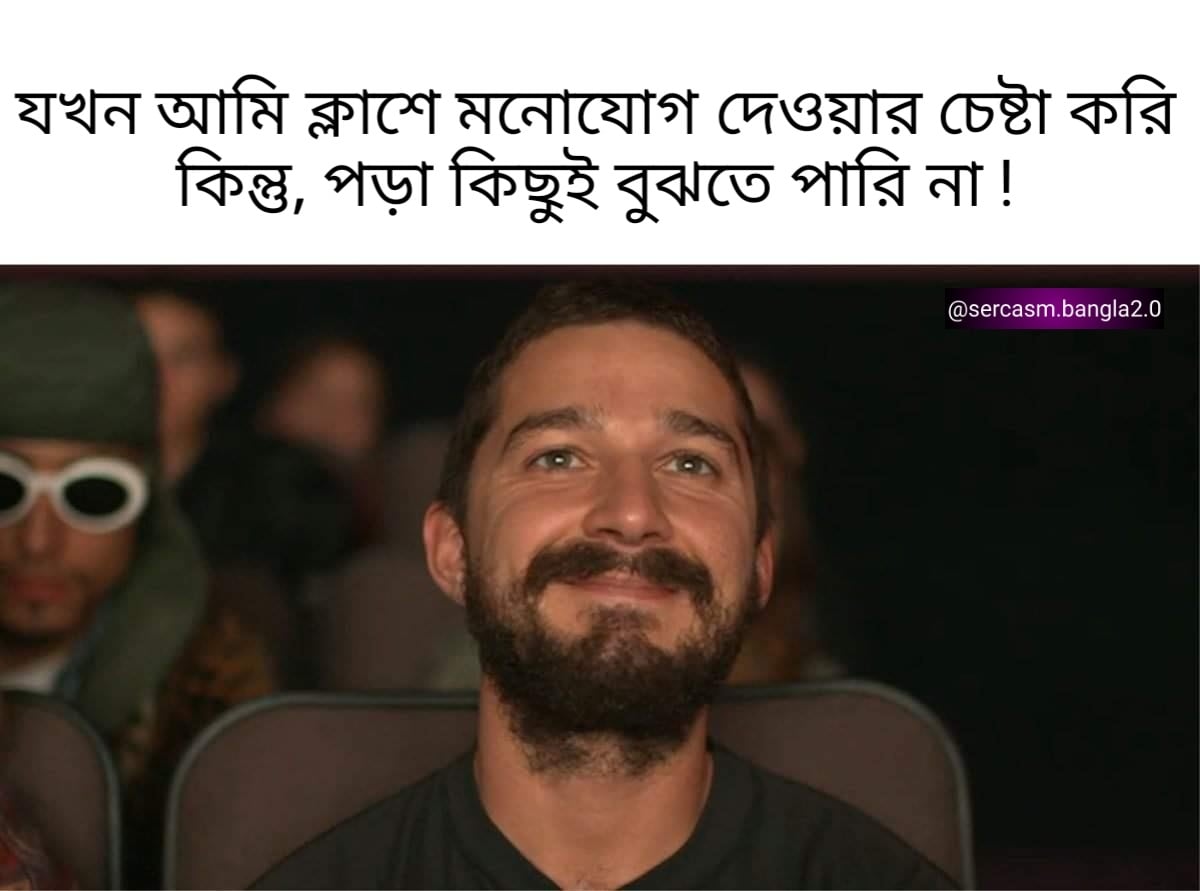 যখন আমি ক্লাশে মনোযোগ দেওয়ার চেষ্টা করি
কিন্তু, পড়া কিছুই বুঝতে পারি না !
@sercasm.bangla2.0